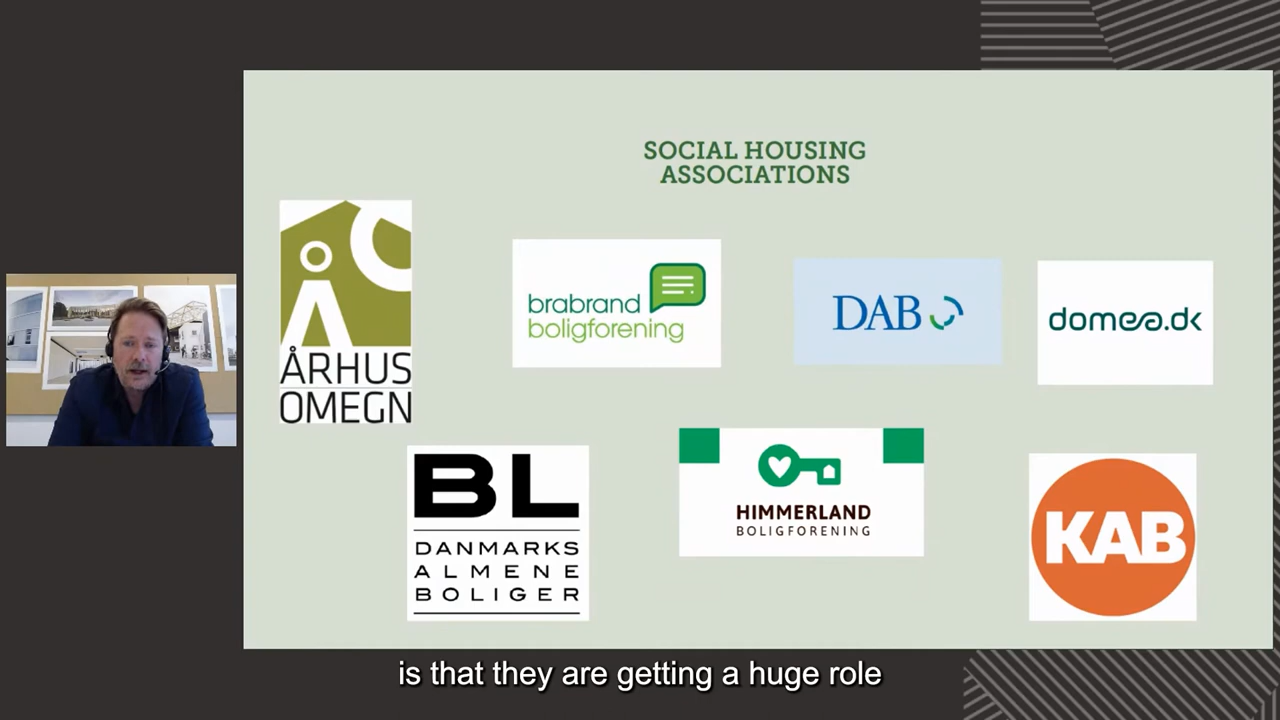 SOCIAL HOUSING
ASSOCIATIONS
ÅRHUS
OMEGN
brabrand
boligforening
DAB
domea.dk
BL
DANMARKS
ALMENE
BOLIGER
HIMMERLAND
BOLIGFORENING
KAB
is that they are getting a huge role